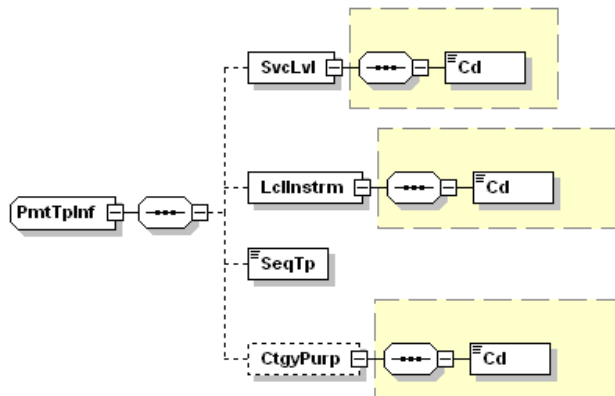 SvcLvl
Cd
LclInstrm
Cd
PmtTpInf
SeqTp
CtgyPurp
Cd